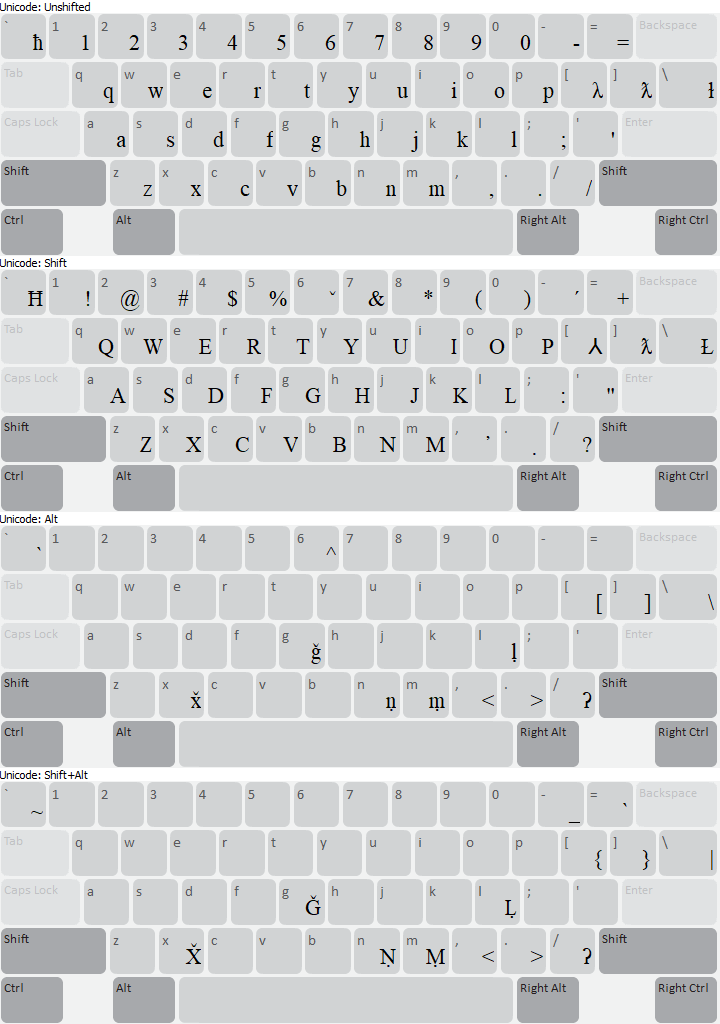 Unicode: Unshifted
` ħ 1 1 2 2 3 3 4 4 5 5 6 6 7 7 8 8 9 9 0 0 - - = = Backspace
Tab q q w w e e r r t t y y u u i i o o p p [ λ ] ƛ \ ł
Caps Lock a a s s d d f f g g h h j j k k l l ; ; ' ' Enter
Shift z z x x c c v v b b n n m m , , . . / / Shift
Ctrl Alt Right Alt Right Ctrl
Unicode: Shift
` Ħ 1 ! 2 @ 3 # 4 $ 5 % 6 ˇ 7 & 8 * 9 ( 0 ) - ˊ = + Backspace
Tab q Q w W e E r R t T y Y u U i I o O p P [ ⅄ ] ƛ \ Ł
Caps Lock a A s S d D f F g G h H j J k K l L ; : ' " Enter
Shift z Z x X c C v V b B n N m M , ̓ . ̣ / ? Shift
Ctrl Alt Right Alt Right Ctrl
Unicode: Alt
` ` 1 2 3 4 5 6 ^ 7 8 9 0 - = Backspace
Tab q w e r t y u i o p [ [ ] ] \ \
Caps Lock a s d f g ǧ h j k l ḷ ; ' Enter
Shift z x x̌ c v b n ṇ m ṃ , < . > / ʔ Shift
Ctrl Alt Right Alt Right Ctrl
Unicode: Shift+Alt
` ~ 1 2 3 4 5 6 7 8 9 0 - _ = ˋ Backspace
Tab q w e r t y u i o p [ { ] } \ |
Caps Lock a s d f g Ǧ h j k l Ḷ ; ' Enter
Shift z x X̌ c v b n Ṇ m Ṃ , < . > / ʔ Shift
Ctrl Alt Right Alt Right Ctrl